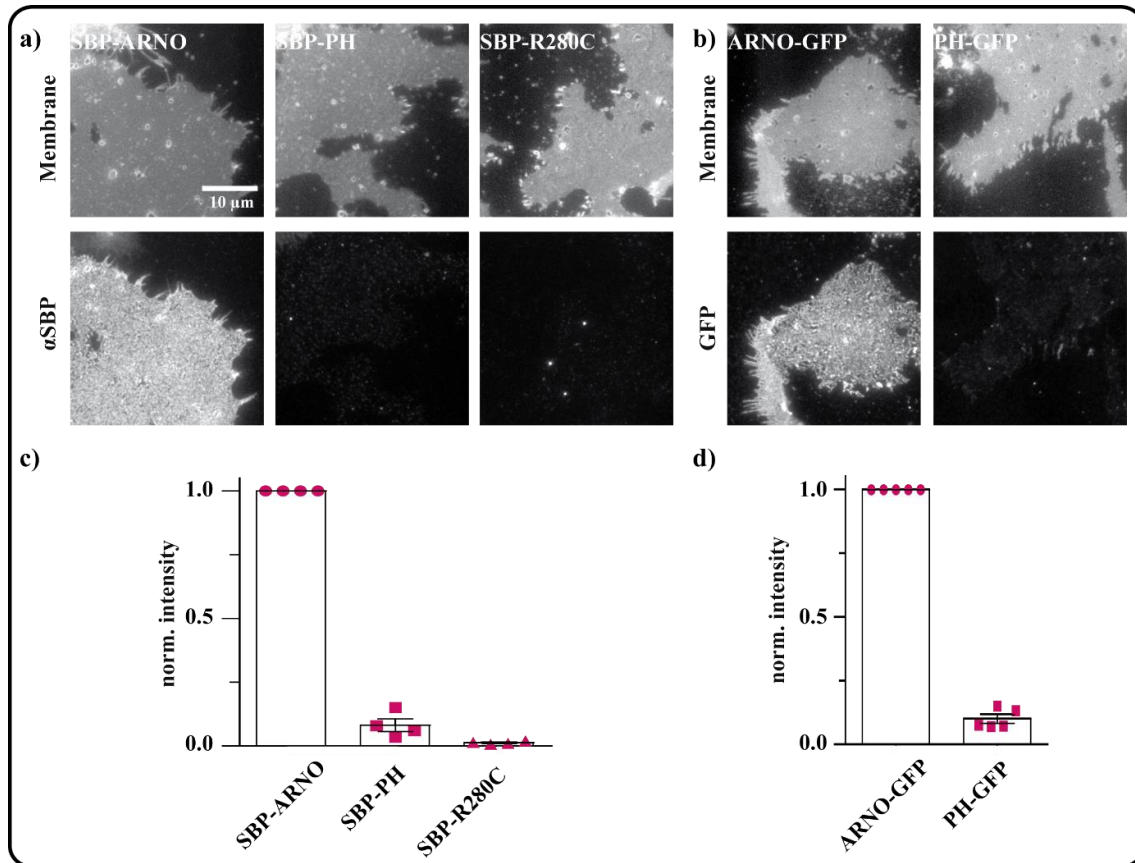 a)
SBP-ARNO
SBP-PH
SBP-R280C
Membrane
10 µm
αSBP
b)
ARNO-GFP
PH-GFP
Membrane
GFP
c)
norm. intensity
1.0
0.5
0.0
SBP-ARNO
SBP-PH
SBP-R280C
d)
norm. intensity
1.0
0.5
0.0
ARNO-GFP
PH-GFP